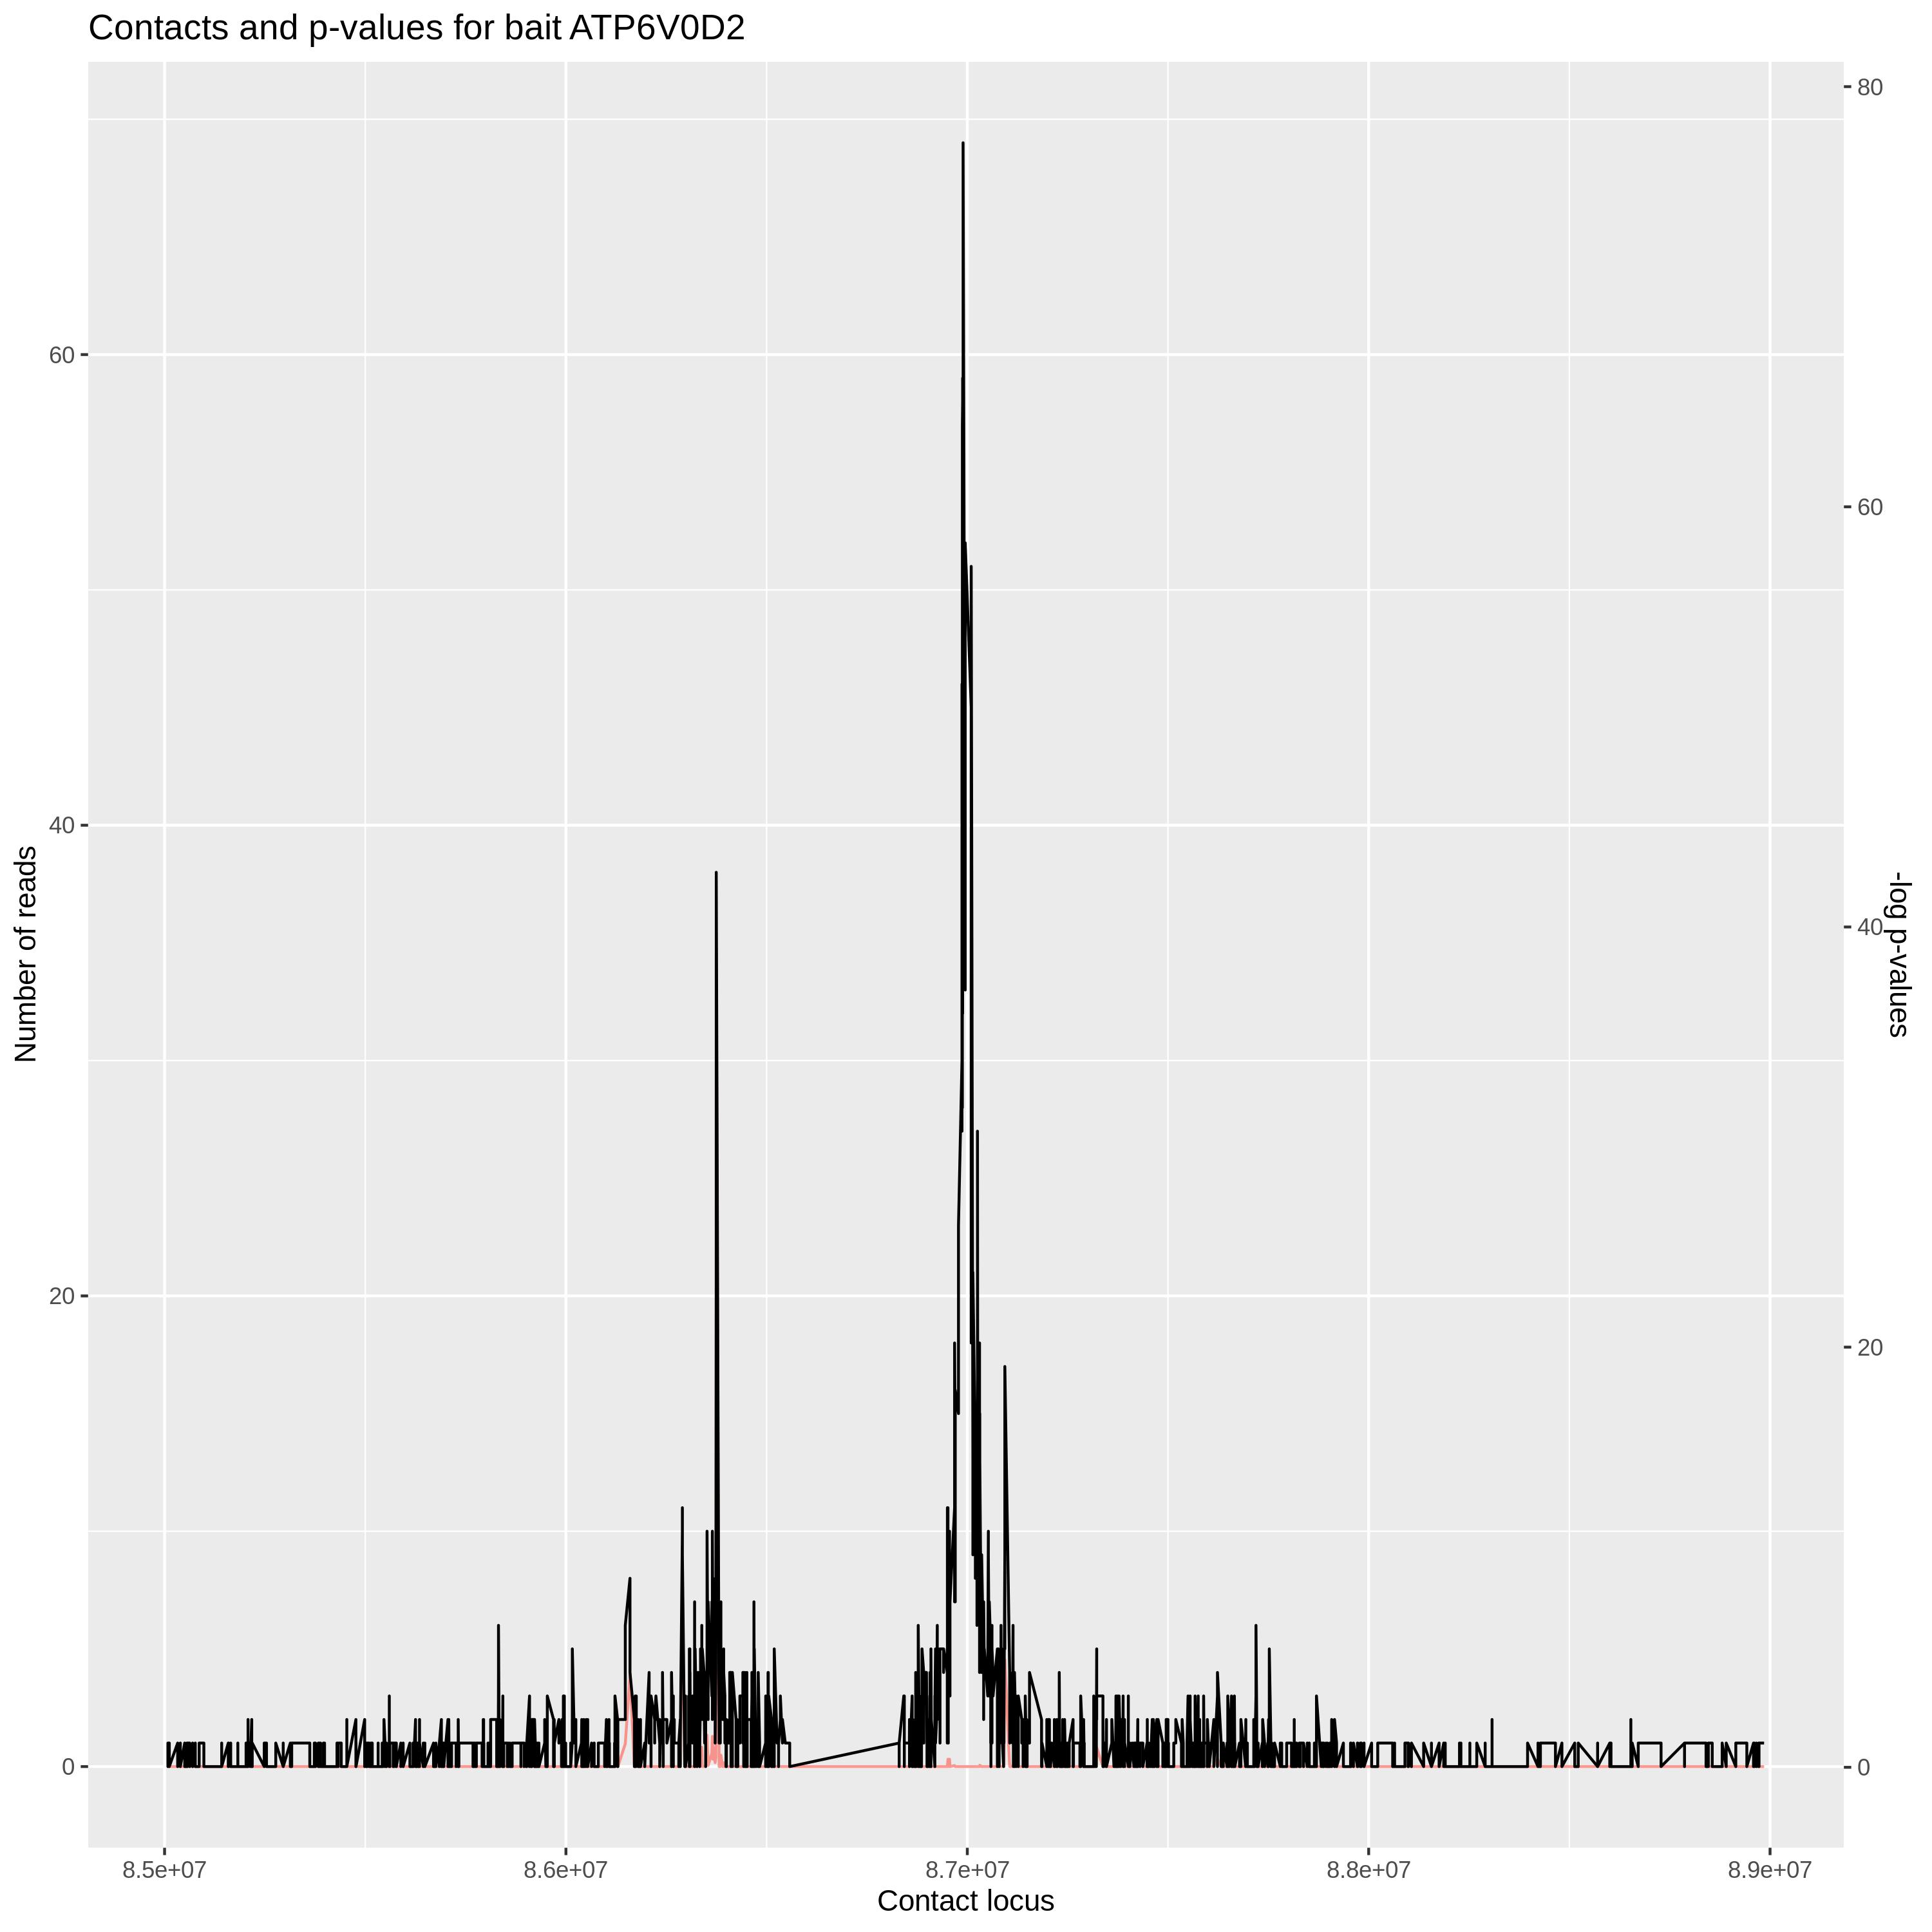 Contacts and p-values for bait ATP6V0D2
80
60
60
40
40
20
20
0
0
Number of reads
-log p-values
8.5e+07
8.6e+07
8.7e+07
8.8e+07
8.9e+07
Contact locus